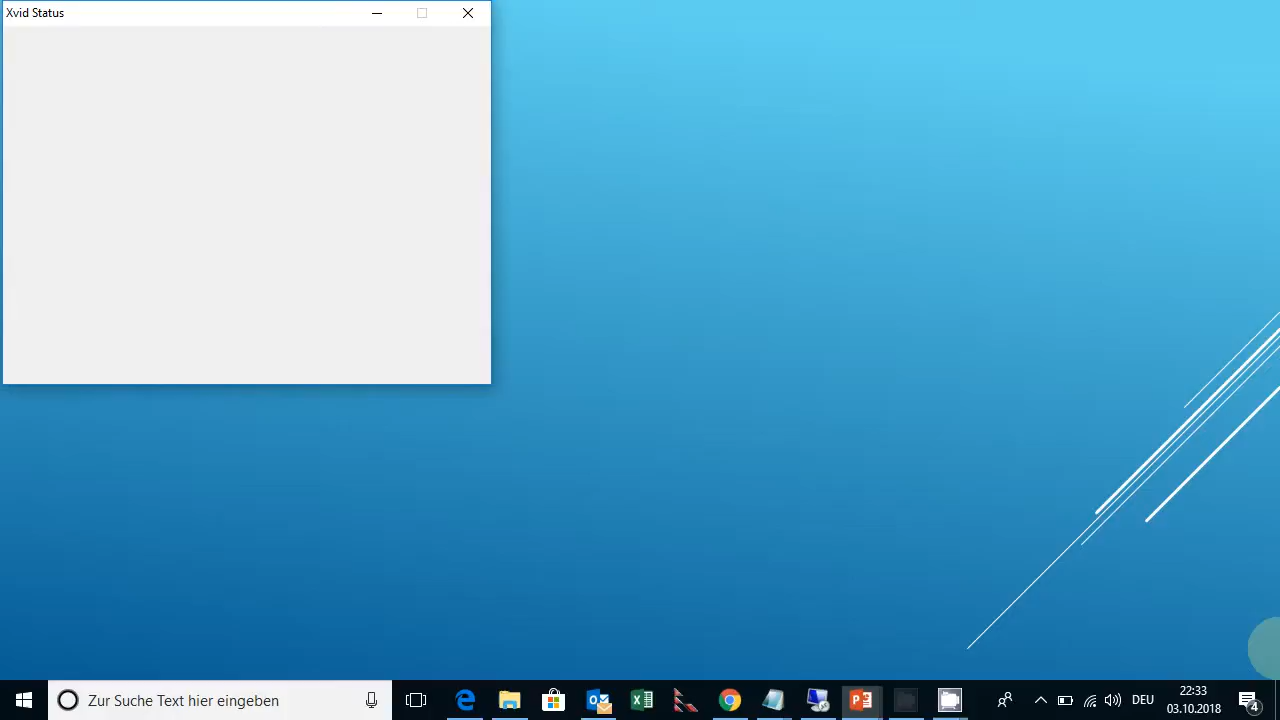 Xvid Status
Zur Suche Text hier eingeben
DEU
22:33
03.10.2018
4